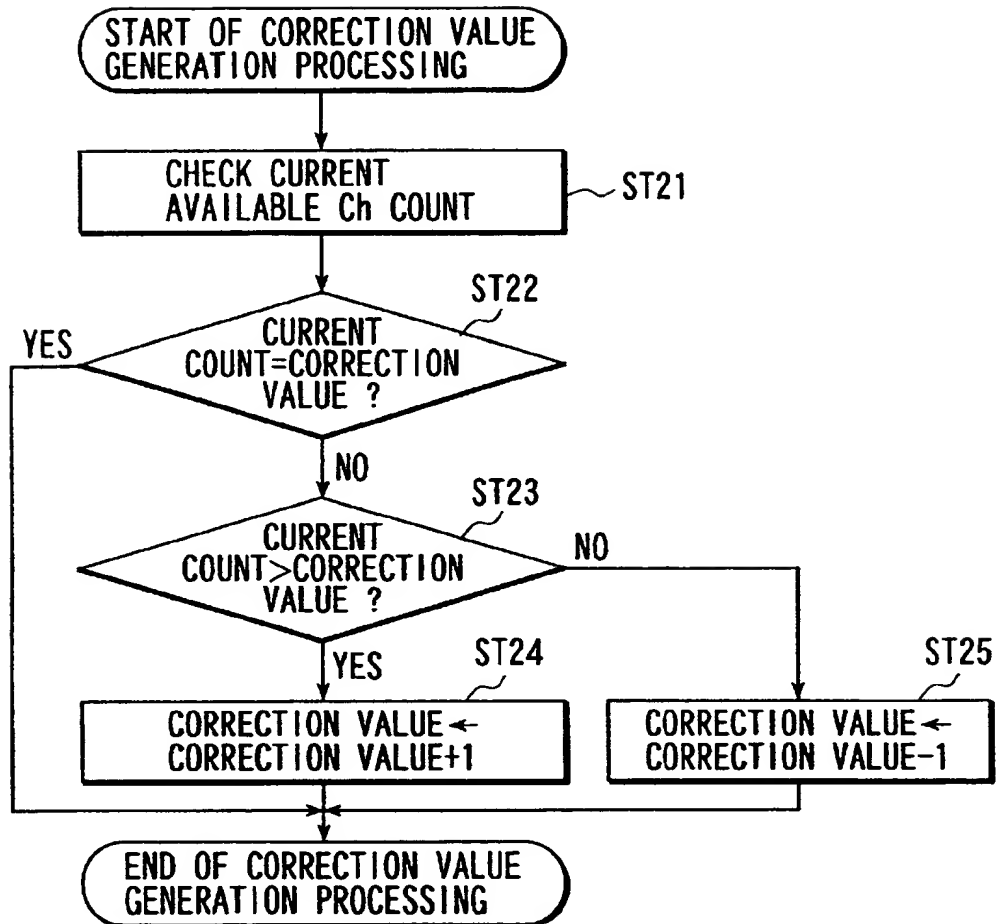 START OF CORRECTION VALUE
GENERATION PROCESSING
CHECK CURRENT
AVAILABLE Ch COUNT
ST21
ST22
YES
CURRENT
COUNT=CORRECTION
VALUE ?
NO
ST23
CURRENT
COUNT>CORRECTION
VALUE ?
NO
YES
ST24
ST25
CORRECTION VALUE←
CORRECTION VALUE+1
CORRECTION VALUE←
CORRECTION VALUE-1
END OF CORRECTION VALUE
GENERATION PROCESSING